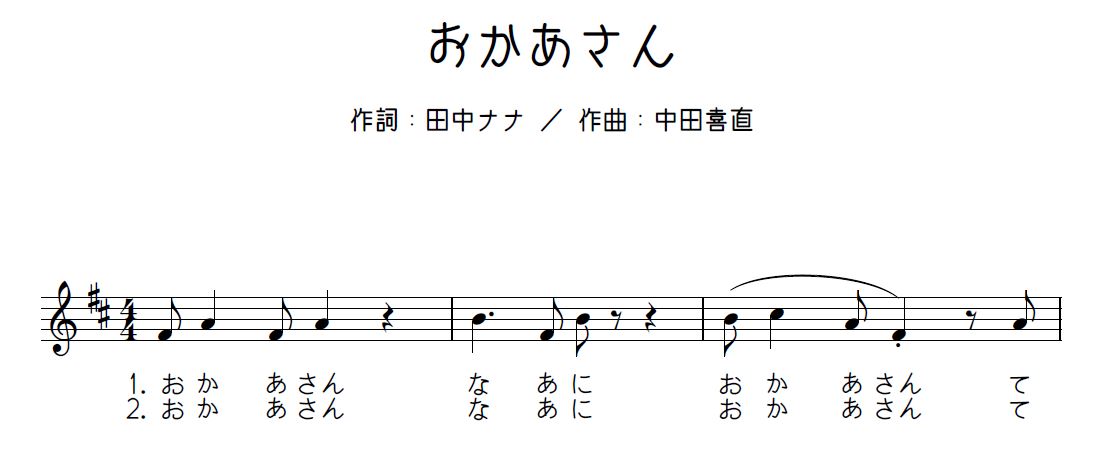 おかあさん
作詞：田中ナナ ／ 作曲：中田喜直
1. お か あ さん な あ に お か あ さん て
2. お か あ さん な あ に お か あ さん て